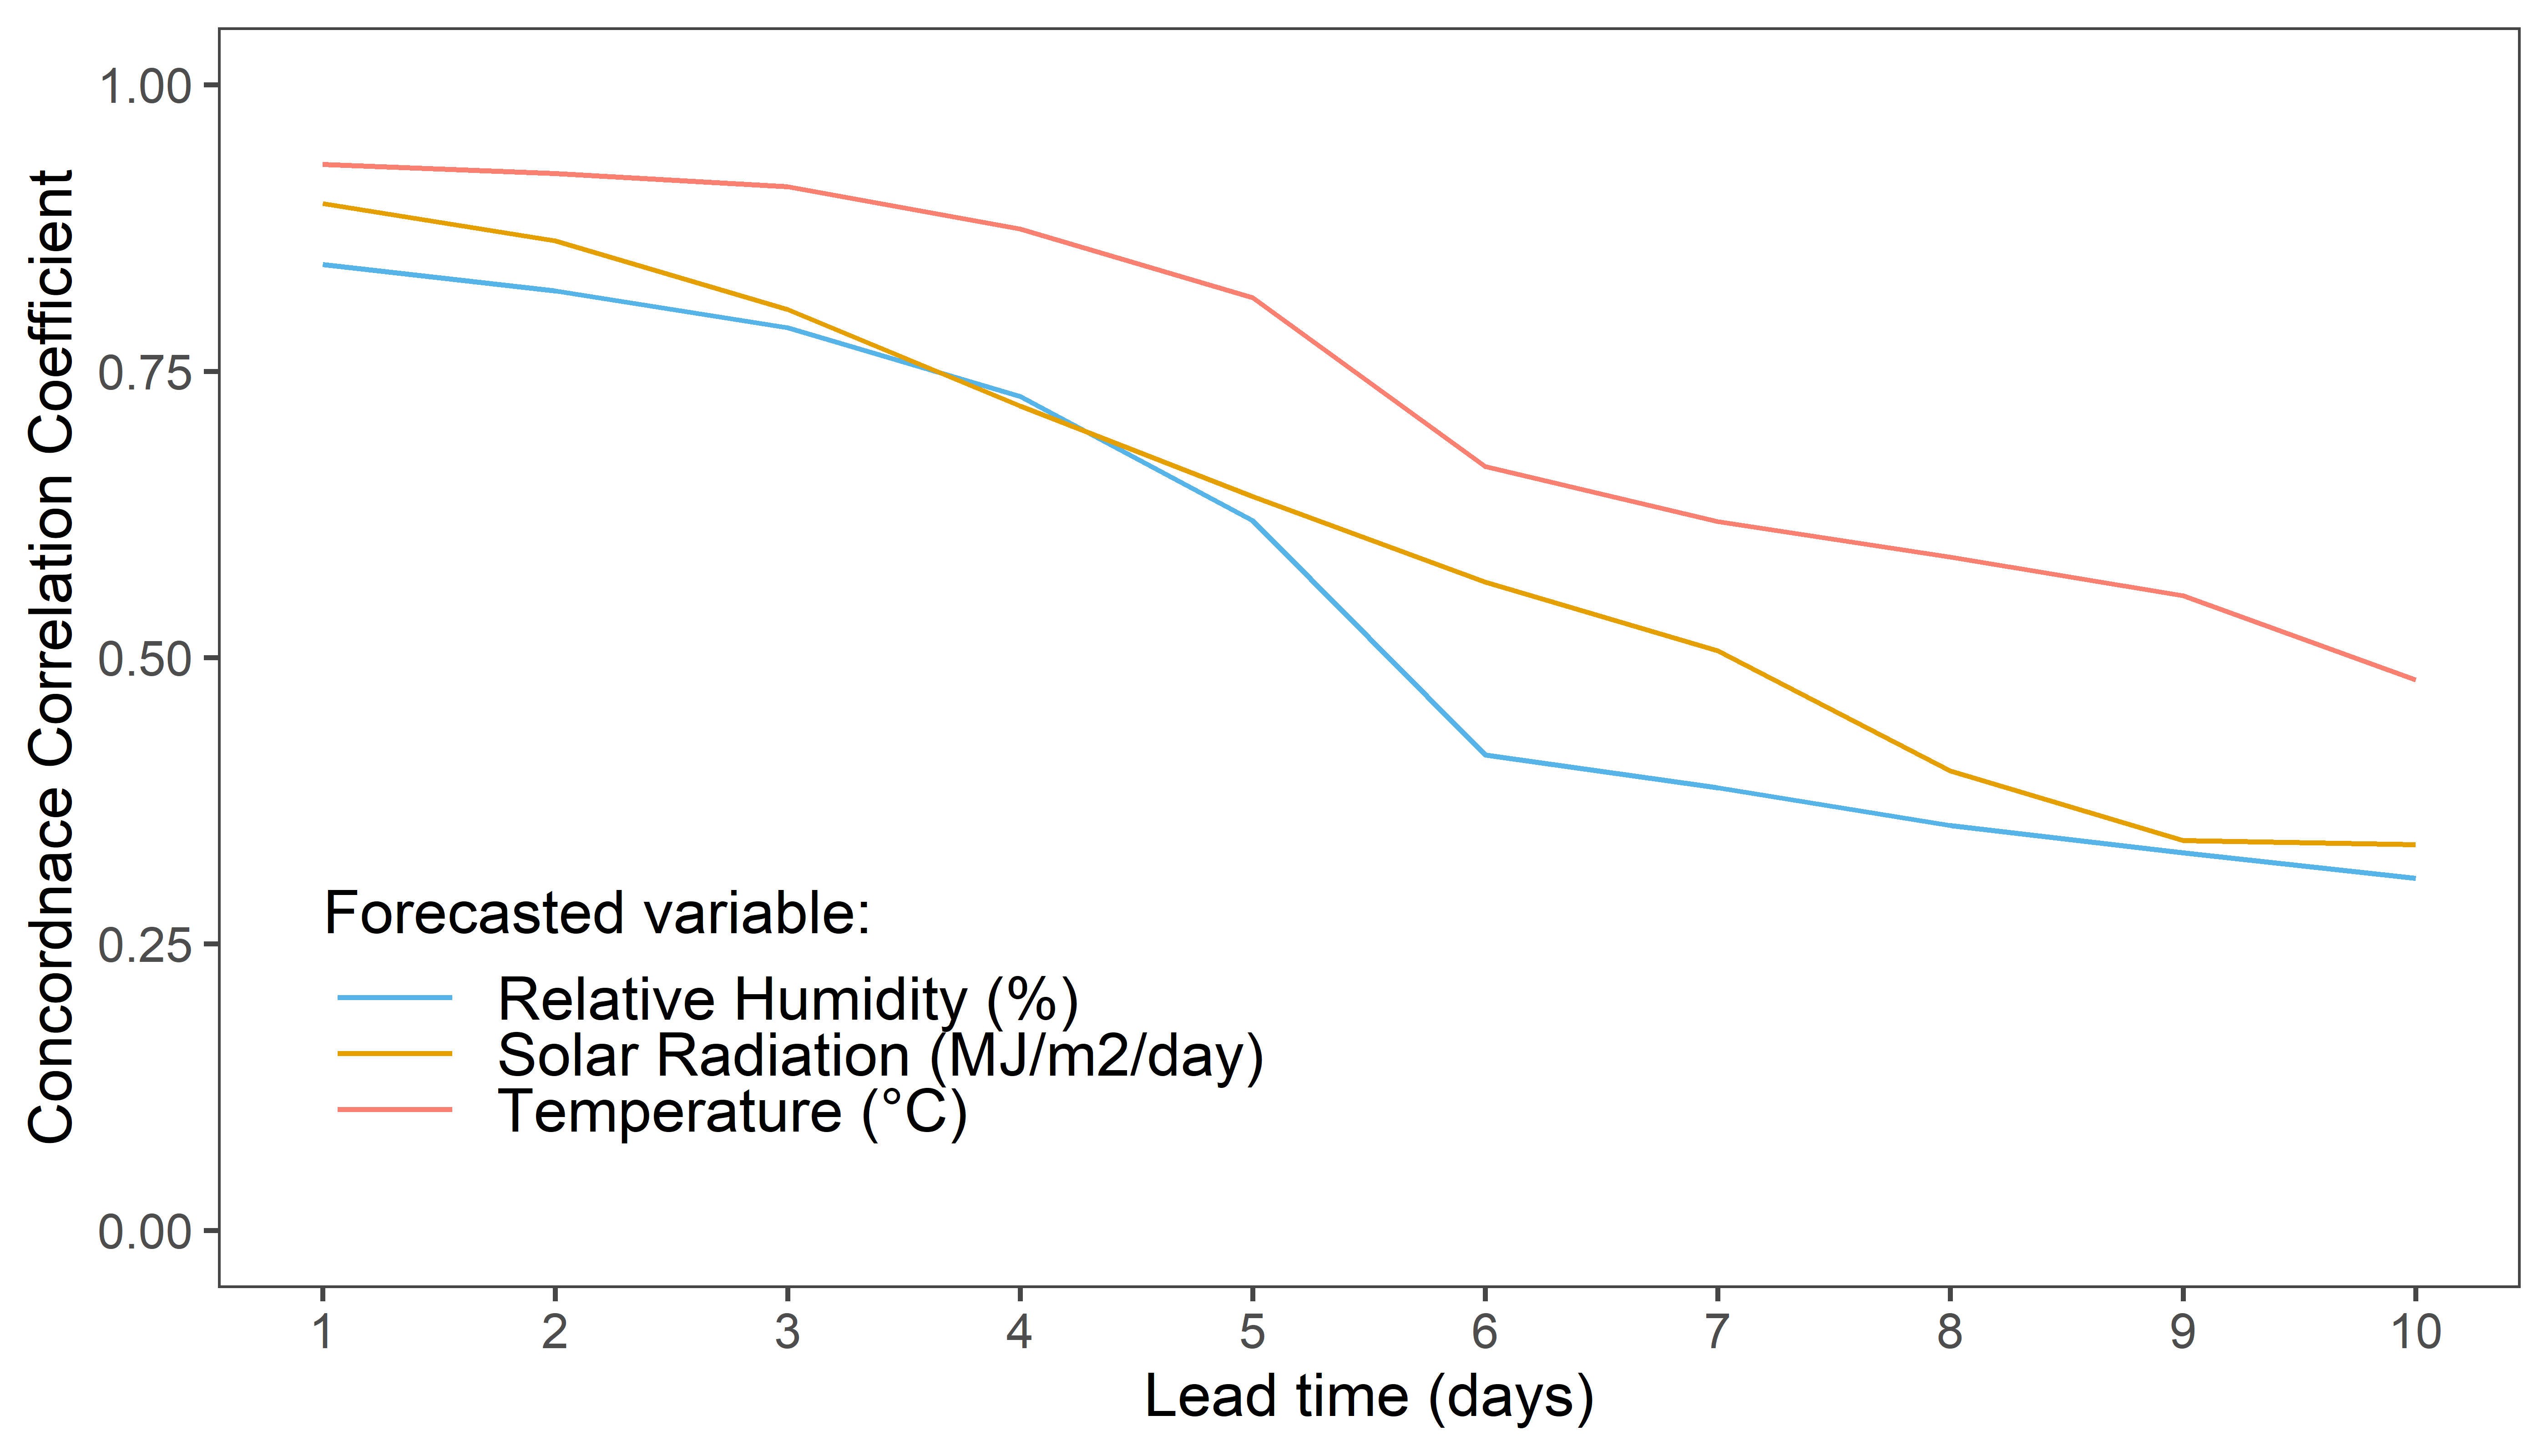 Concordnace Correlation Coefficient
1.00
0.75
0.50
0.25
0.00
Forecasted variable:
Relative Humidity (%)
Solar Radiation (MJ/m2/day)
Temperature (°C)
1 2 3 4 5 6 7 8 9 10
Lead time (days)